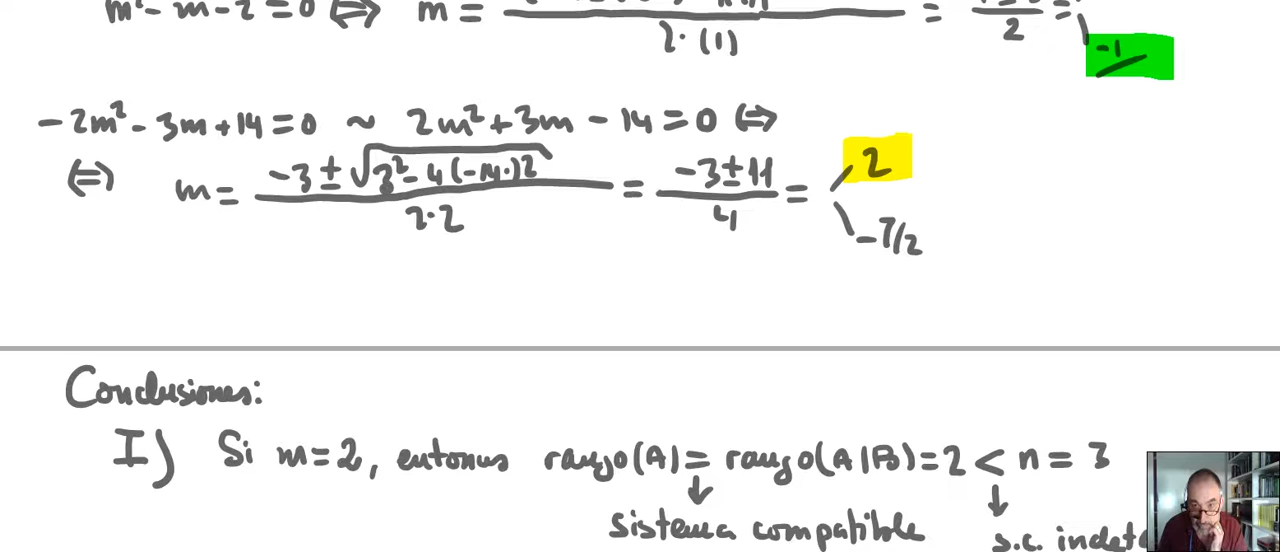 m² - m - 2 = 0 ⇔ m = ――― / 2·(1) = ――― / 2 = -1
-2m² - 3m + 14 = 0 ~ 2m² + 3m - 14 = 0 ⇔
⇔ m = (-3 ± √(3² - 4(-14·)2)) / (2·2) = (-3 ± 11) / 4 = 2
-7/2
Conclusiones:
I) Si m = 2, entonces rango(A) = rango(A|B) = 2 < n = 3
↓ ↓
sistema compatible s.c. indete